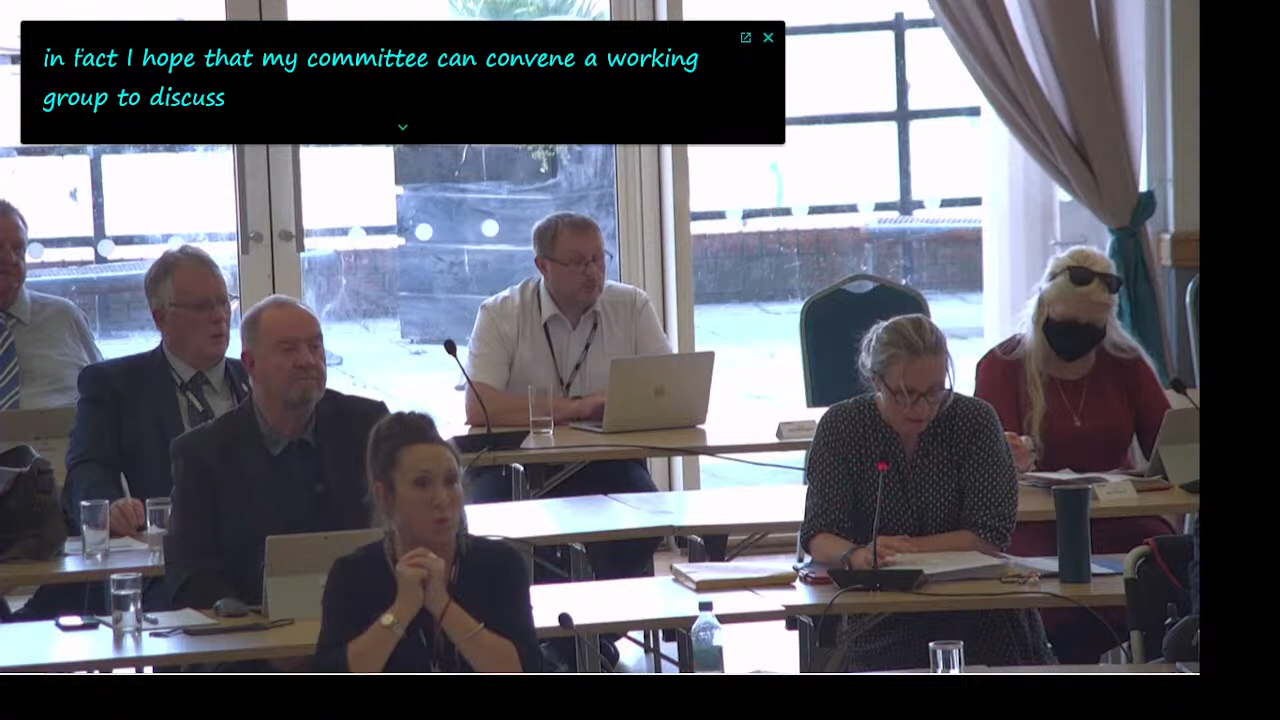 in fact I hope that my committee can convene a working
group to discuss